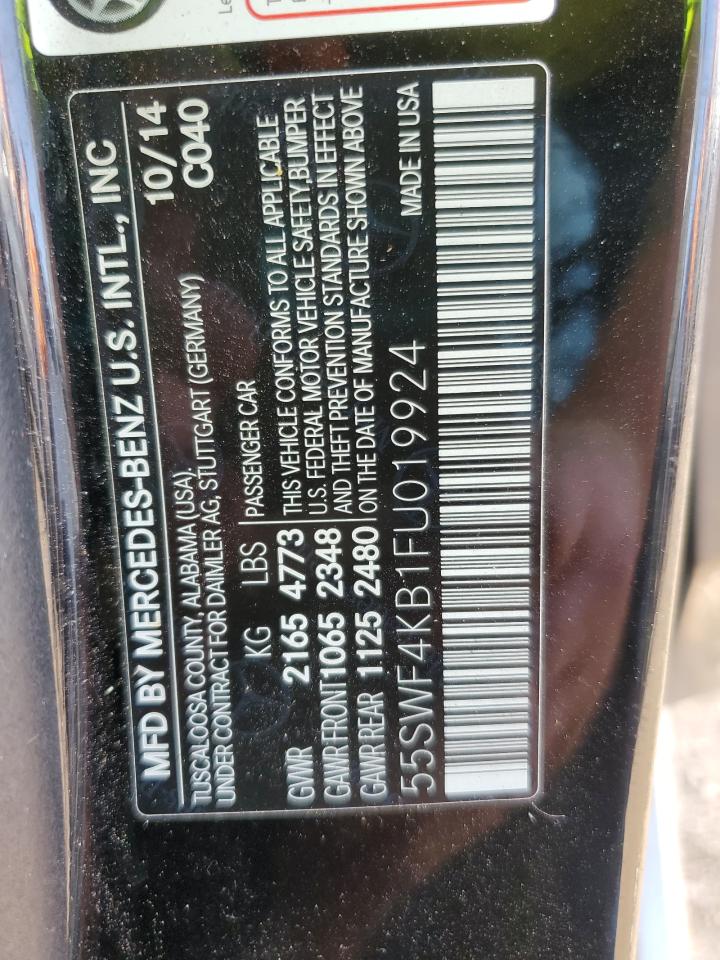 MFD BY MERCEDES-BENZ U.S. INTL., INC
TUSCALOOSA COUNTY, ALABAMA (USA). 10/14
UNDER CONTRACT FOR DAIMLER AG, STUTTGART (GERMANY) C040
KG LBS PASSENGER CAR
GVWR 2165 4773 THIS VEHICLE CONFORMS TO ALL APPLICABLE
U.S. FEDERAL MOTOR VEHICLE SAFETY, BUMPER
GAWR FRONT 1065 2348 AND THEFT PREVENTION STANDARDS IN EFFECT
GAWR REAR 1125 2480 ON THE DATE OF MANUFACTURE SHOWN ABOVE
55SWF4KB1FU019924 MADE IN USA